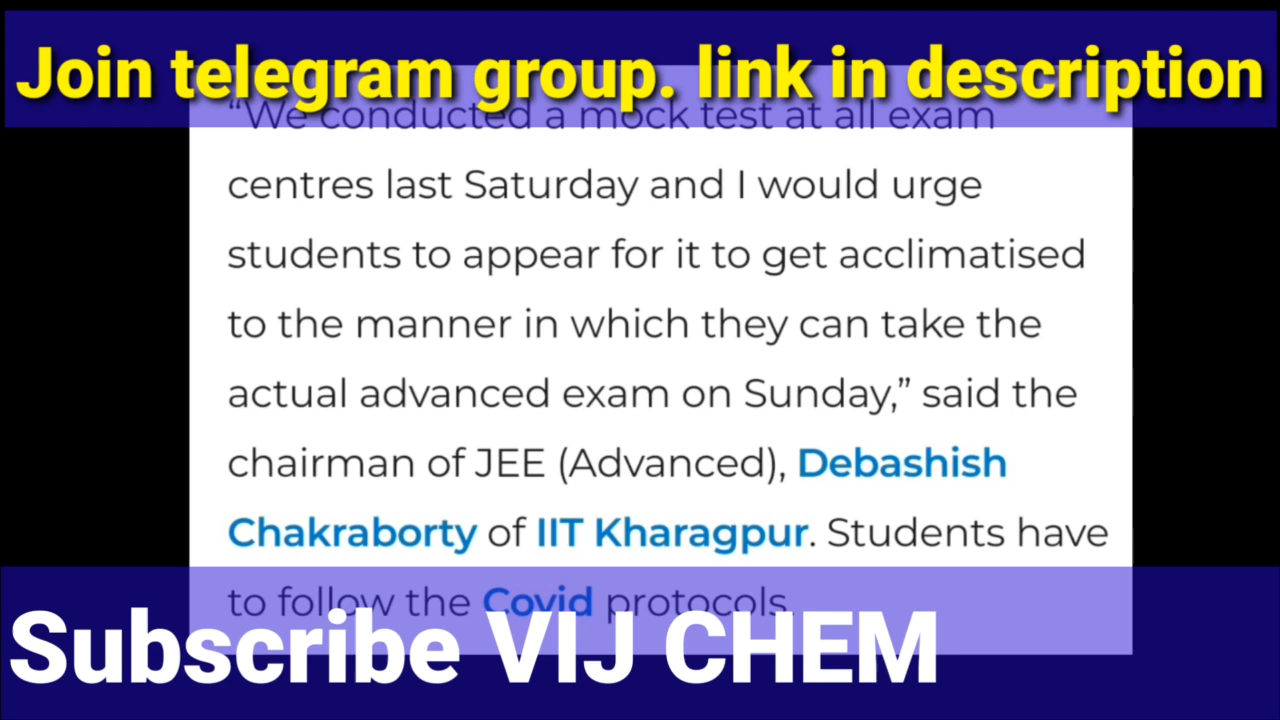 Join telegram group. link in description
“We conducted a mock test at all exam
centres last Saturday and I would urge
students to appear for it to get acclimatised
to the manner in which they can take the
actual advanced exam on Sunday,” said the
chairman of JEE (Advanced), Debashish
Chakraborty of IIT Kharagpur. Students have
to follow the Covid protocols.
Subscribe VIJ CHEM